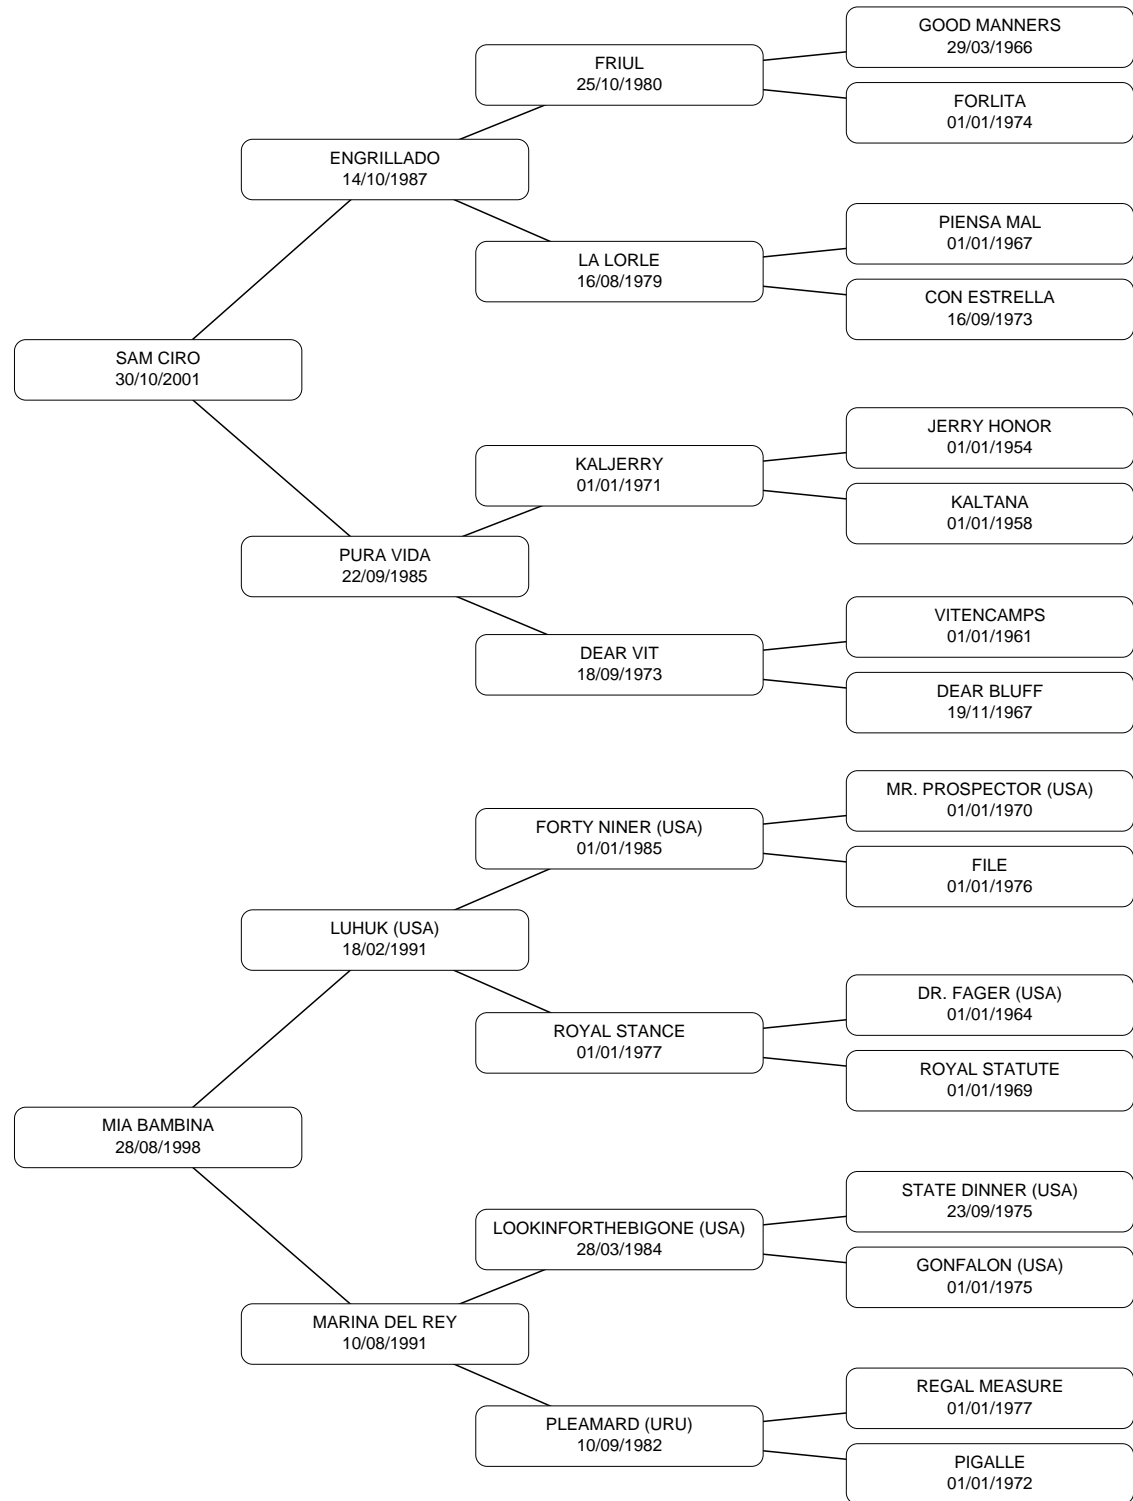 GOOD MANNERS
29/03/1966
FRIUL
25/10/1980
FORLITA
01/01/1974
ENGRILLADO
14/10/1987
PIENSA MAL
01/01/1967
LA LORLE
16/08/1979
CON ESTRELLA
16/09/1973
SAM CIRO
30/10/2001
JERRY HONOR
01/01/1954
KALJERRY
01/01/1971
KALTANA
01/01/1958
PURA VIDA
22/09/1985
VITENCAMPS
01/01/1961
DEAR VIT
18/09/1973
DEAR BLUFF
19/11/1967
MR. PROSPECTOR (USA)
01/01/1970
FORTY NINER (USA)
01/01/1985
FILE
01/01/1976
LUHUK (USA)
18/02/1991
DR. FAGER (USA)
01/01/1964
ROYAL STANCE
01/01/1977
ROYAL STATUTE
01/01/1969
MIA BAMBINA
28/08/1998
STATE DINNER (USA)
23/09/1975
LOOKINFORTHEBIGONE (USA)
28/03/1984
GONFALON (USA)
01/01/1975
MARINA DEL REY
10/08/1991
REGAL MEASURE
01/01/1977
PLEAMARD (URU)
10/09/1982
PIGALLE
01/01/1972